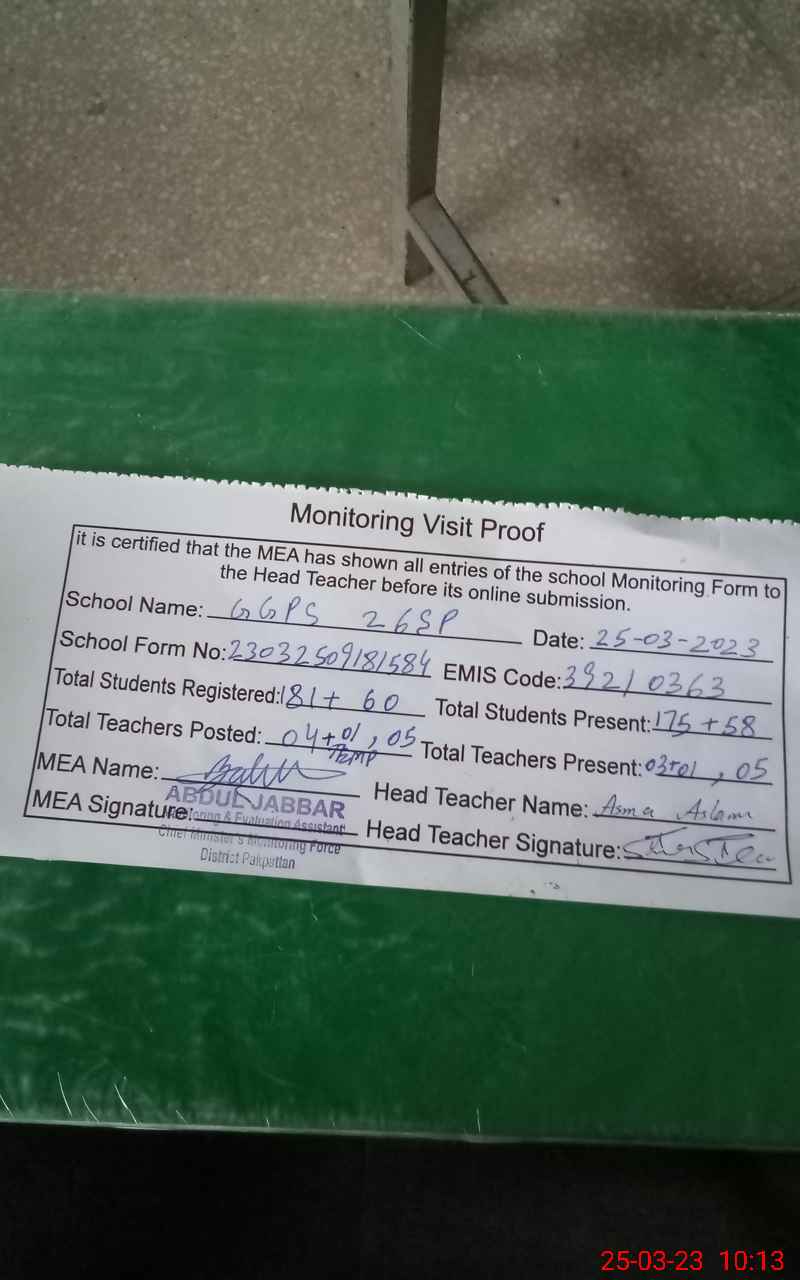 Monitoring Visit Proof
it is certified that the MEA has shown all entries of the school Monitoring Form to
the Head Teacher before its online submission.
School Name: GGPS 26SP Date: 25-03-2023
School Form No: 23032509181584 EMIS Code: 39210363
Total Students Registered: 181+ 60 Total Students Present: 175+58
Total Teachers Posted: 04+01, 05 Total Teachers Present: 03+01, 05
Temp
MEA Name: Head Teacher Name: Asma Aslam
ABDUL JABBAR
MEA Signature: Head Teacher Signature:
Monitoring & Evaluation Assistant
Chief Minister's Monitoring Force
District Pakpattan
25-03-23 10:13